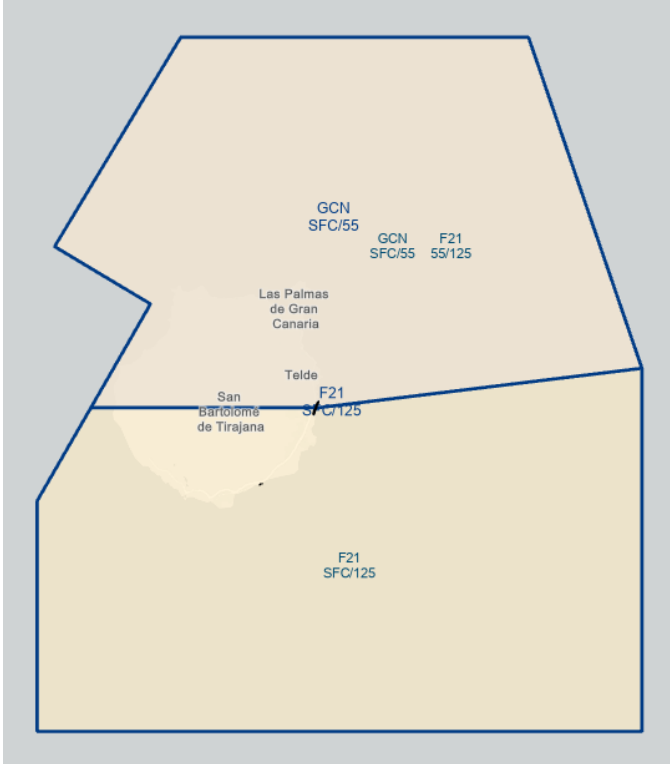 GCN
SFC/55
GCN
SFC/55
F21
55/125
Las Palmas
de Gran
Canaria
Telde
F21
SFC/125
San
Bartolomé
de Tirajana
F21
SFC/125